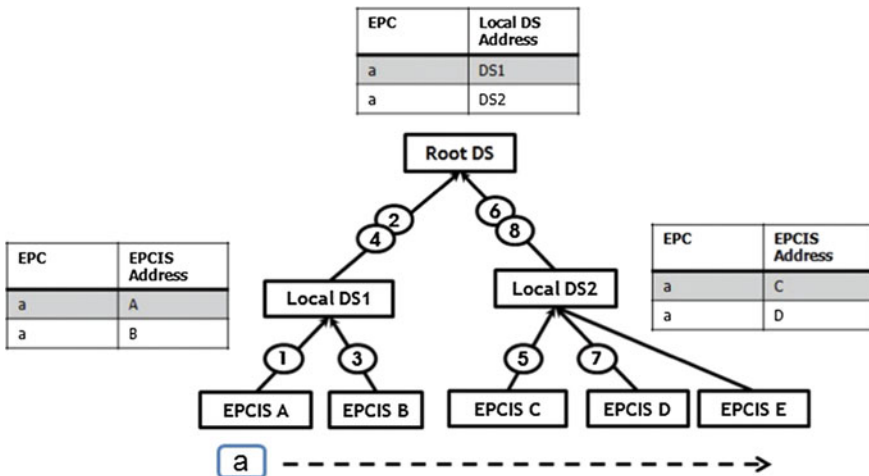 EPC Local DS Address
a DS1
a DS2
Root DS
2
4
6
8
EPC EPCIS Address
a A
a B
EPC EPCIS Address
a C
a D
Local DS1
Local DS2
1
3
5
7
EPCIS A
EPCIS B
EPCIS C
EPCIS D
EPCIS E
a